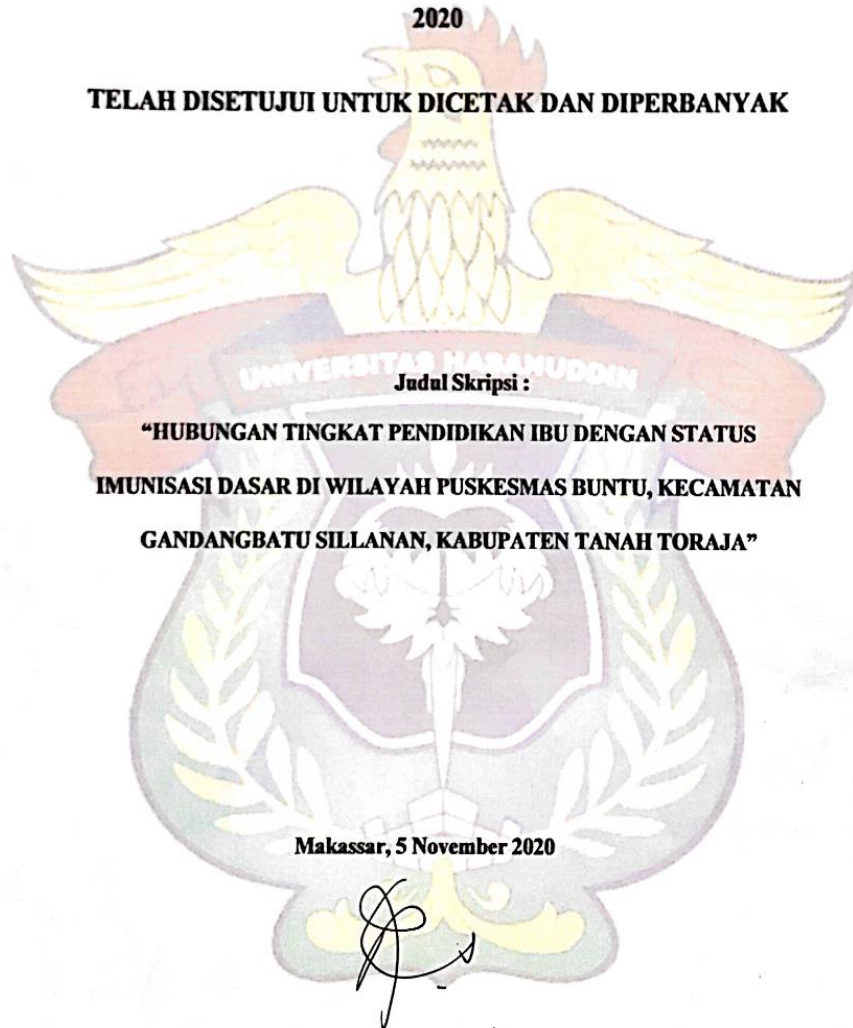 2020
TELAH DISETUJUI UNTUK DICETAK DAN DIPERBANYAK
UNIVERSITAS HASANUDDIN
Judul Skripsi :
“HUBUNGAN TINGKAT PENDIDIKAN IBU DENGAN STATUS
IMUNISASI DASAR DI WILAYAH PUSKESMAS BUNTU, KECAMATAN
GANDANGBATU SILLANAN, KABUPATEN TANAH TORAJA”
Makassar, 5 November 2020